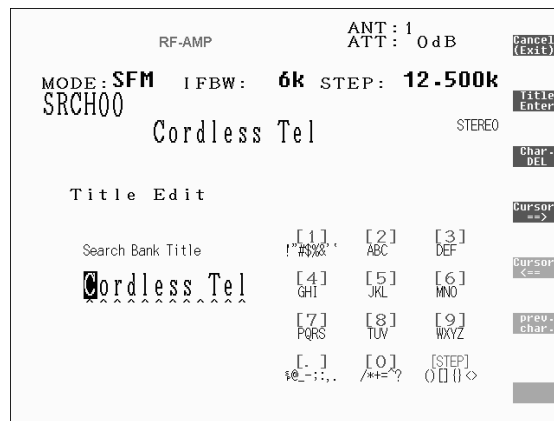 RF-AMP
ANT:1
ATT: 0dB
MODE:SFM IFBW: 6k STEP: 12.500k
SRCH00
Cordless Tel
STEREO
Title Edit
Search Bank Title
Cordless Tel
[1] [2] [3]
!"#$%&'` ABC DEF
[4] [5] [6]
GHI JKL MNO
[7] [8] [9]
PQRS TUV WXYZ
[.] [0] [STEP]
@_-:;,. /*+=^? ()[]{}<>
Cancel
(Exit)
Title
Enter
Char.
DEL
Cursor
==>
Cursor
<==
prev.
char.